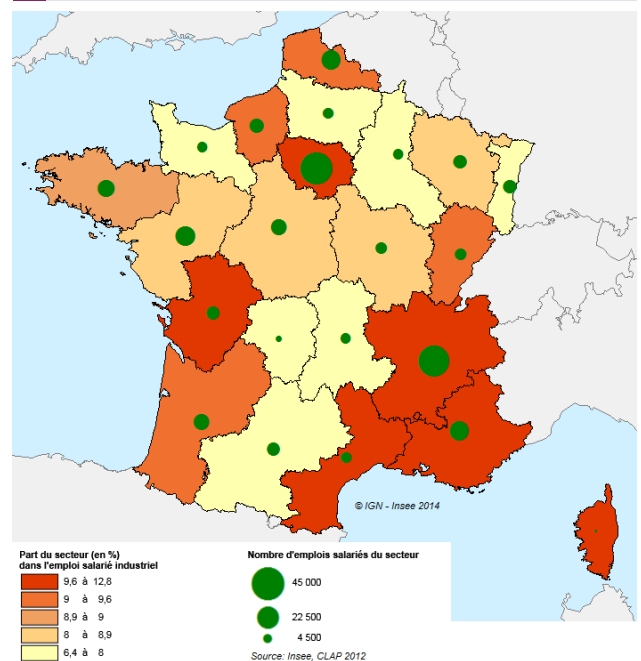 © IGN - Insee 2014
Part du secteur (en %)
dans l'emploi salarié industriel
9,6 à 12,8
9 à 9,6
8,9 à 9
8 à 8,9
6,4 à 8
Nombre d'emplois salariés du secteur
45 000
22 500
4 500
Source: Insee, CLAP 2012